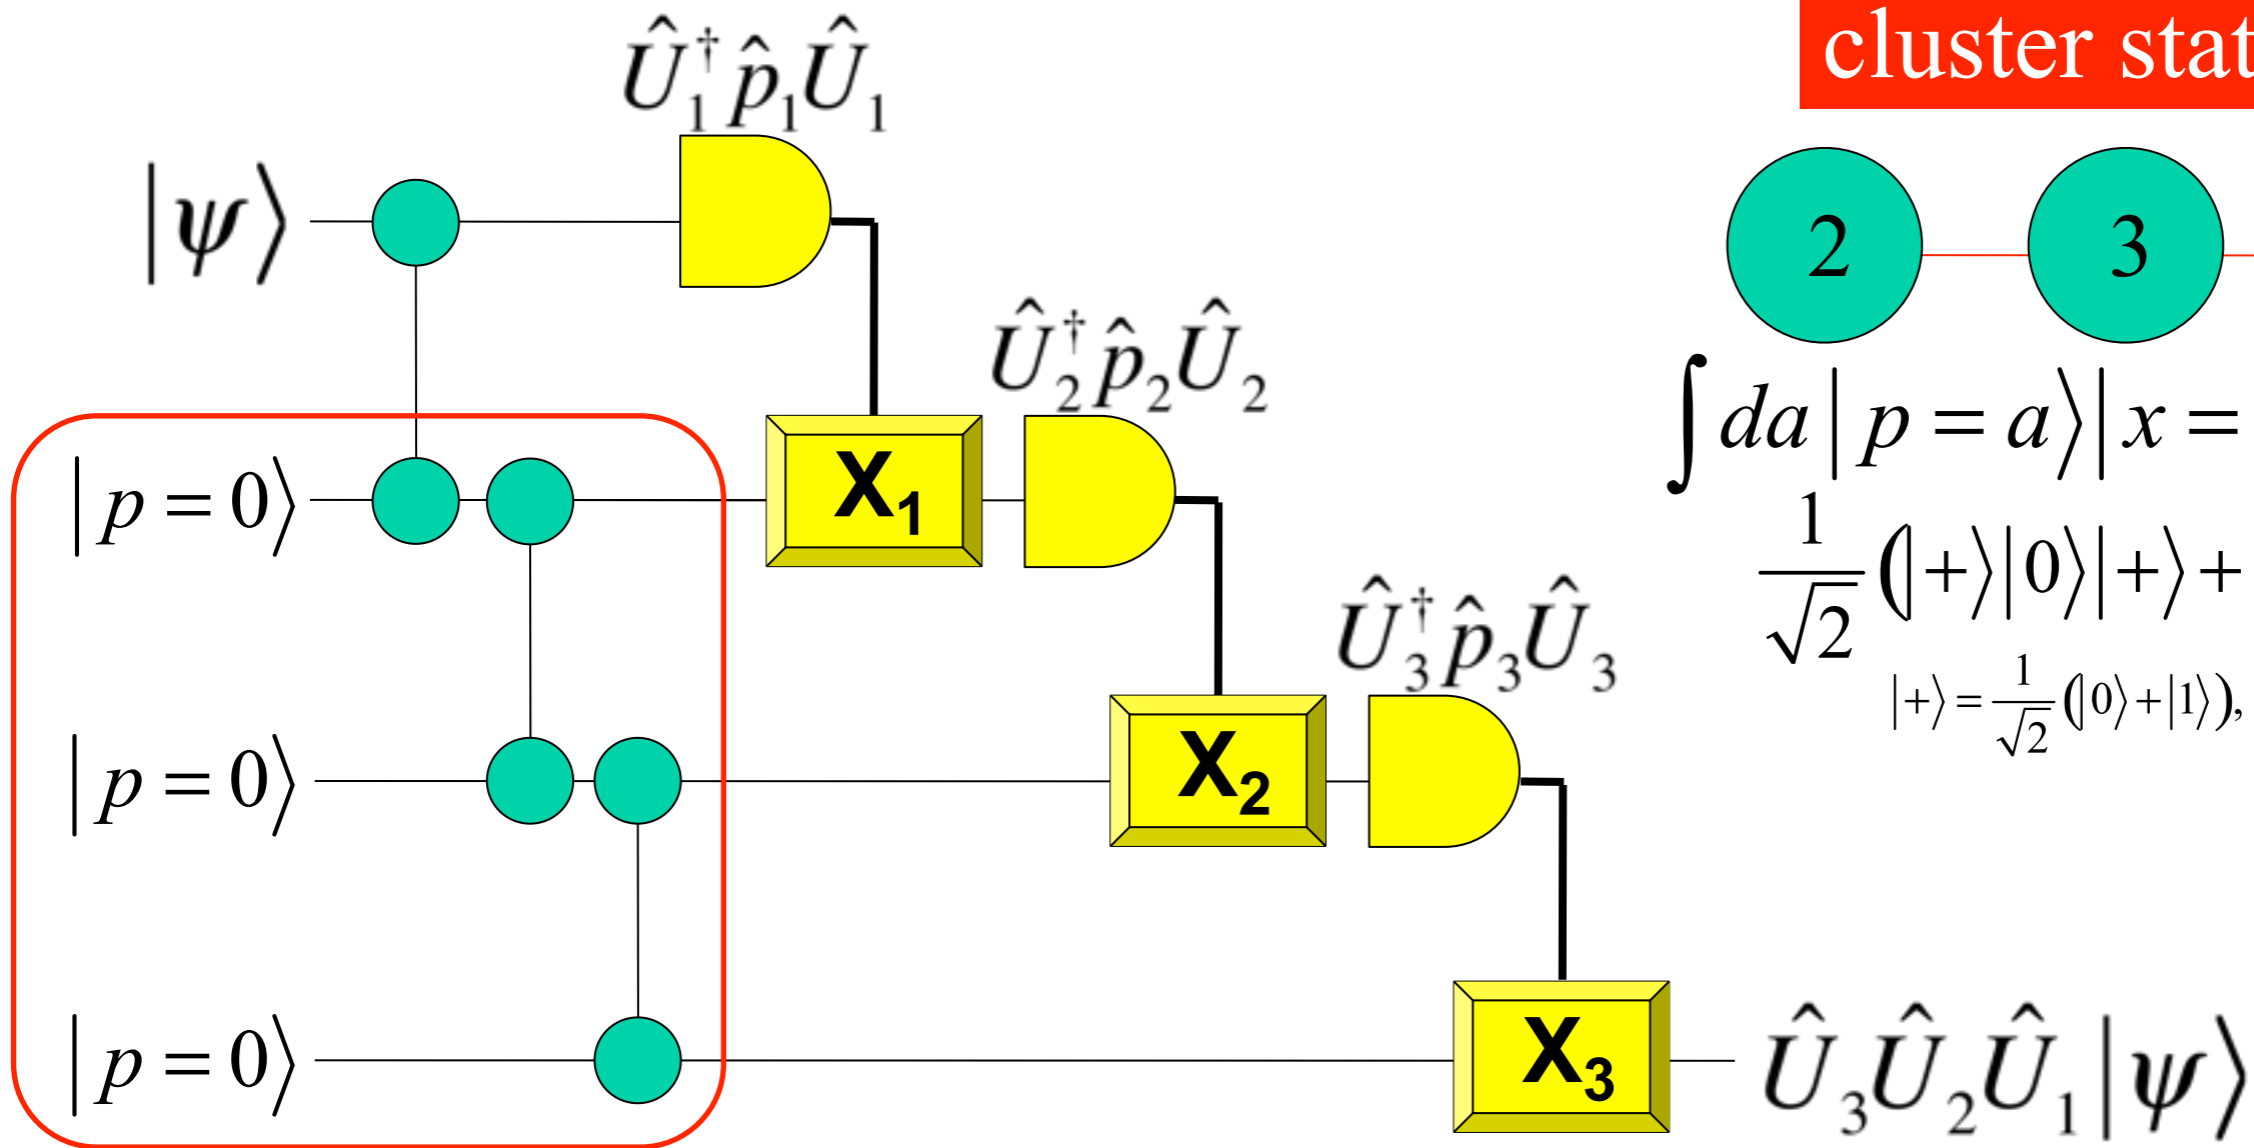 Û₁†p̂₁Û₁
cluster stat
|ψ⟩
2 3
Û₂†p̂₂Û₂
∫da|p = a⟩|x =
|p = 0⟩
X₁
1/√2 (|+⟩|0⟩|+⟩+
Û₃†p̂₃Û₃
|+⟩ = 1/√2 (|0⟩+|1⟩),
|p = 0⟩
X₂
|p = 0⟩
X₃
Û₃Û₂Û₁|ψ⟩